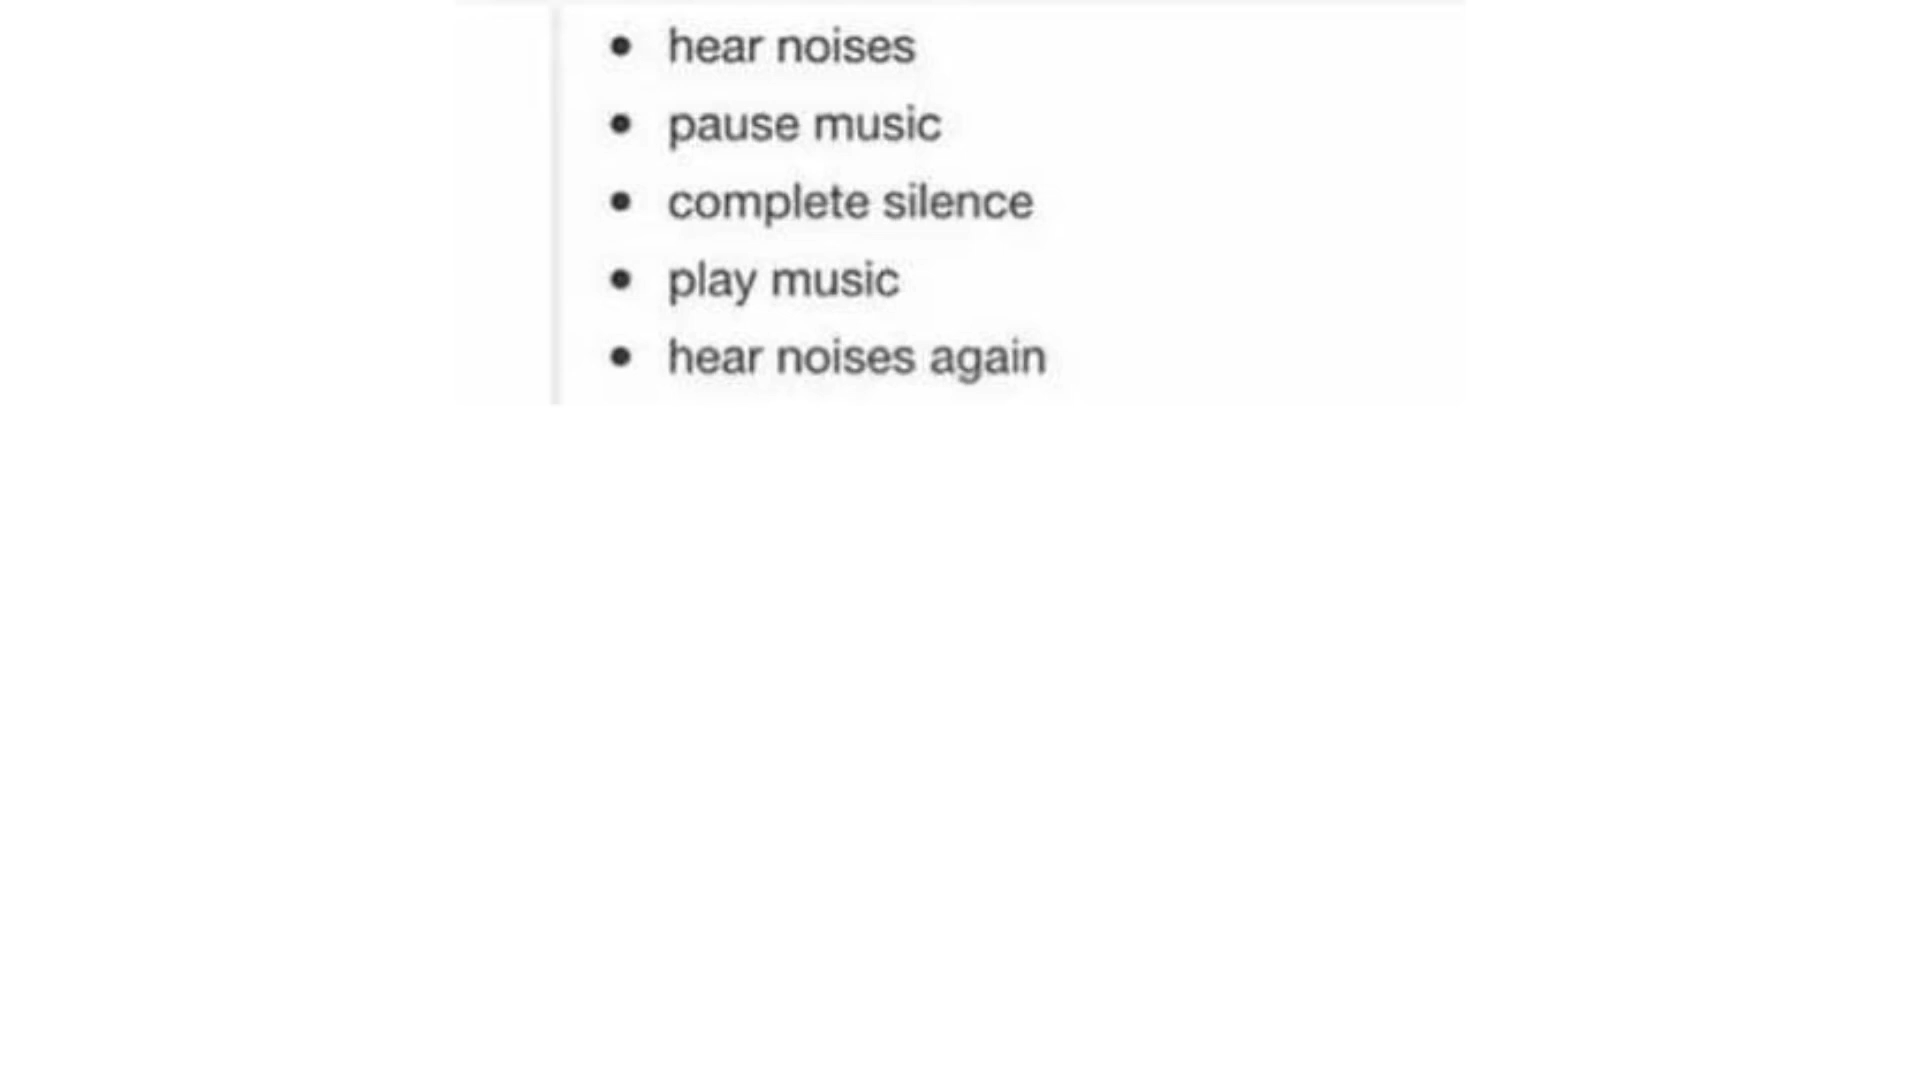 • hear noises
• pause music
• complete silence
• play music
• hear noises again